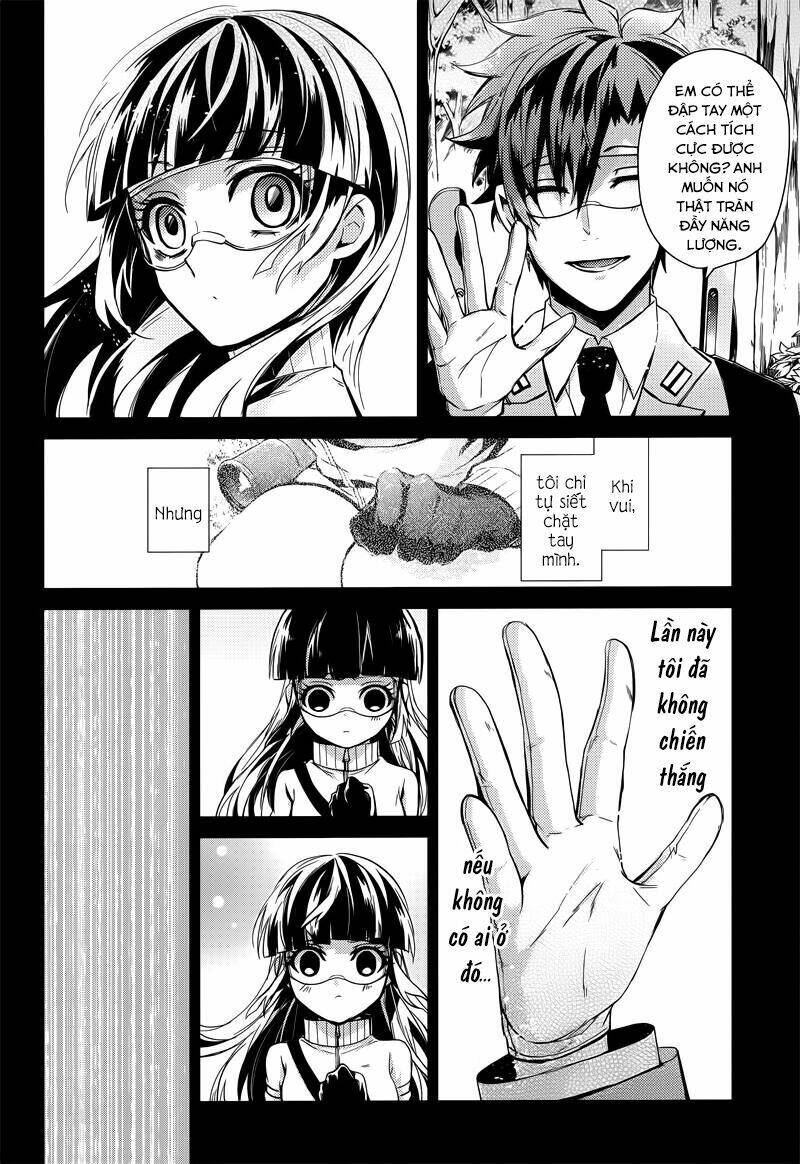 EM CÓ THỂ
ĐẬP TAY MỘT
CÁCH TÍCH
CỰC ĐƯỢC
KHÔNG? ANH
MUỐN NÓ
THẬT TRÀN
ĐẦY NĂNG
LƯỢNG.
Khi
vui,
tôi chỉ
tự siết
chặt
tay
mình.
Nhưng
Lần này
tôi đã
không
chiến
thắng
nếu
không
có ai ở
đó...